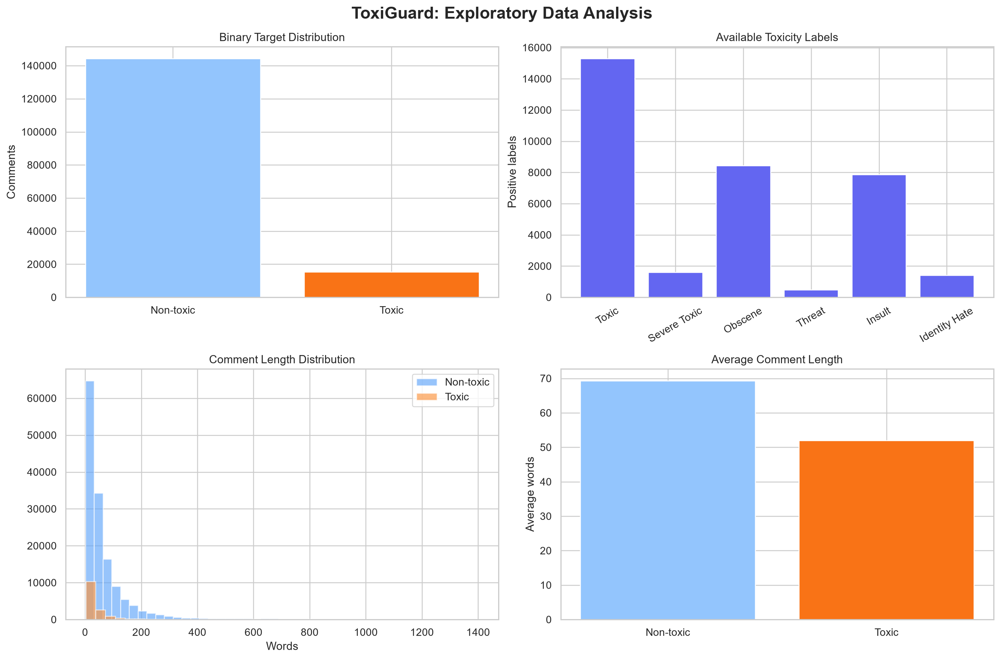 ToxiGuard: Exploratory Data Analysis
Binary Target Distribution
Comments
140000
120000
100000
80000
60000
40000
20000
0
Non-toxic
Toxic
Available Toxicity Labels
Positive labels
16000
14000
12000
10000
8000
6000
4000
2000
0
Toxic
Severe Toxic
Obscene
Threat
Insult
Identity Hate
Comment Length Distribution
Non-toxic
Toxic
60000
50000
40000
30000
20000
10000
0
0
200
400
600
800
1000
1200
1400
Words
Average Comment Length
Average words
70
60
50
40
30
20
10
0
Non-toxic
Toxic